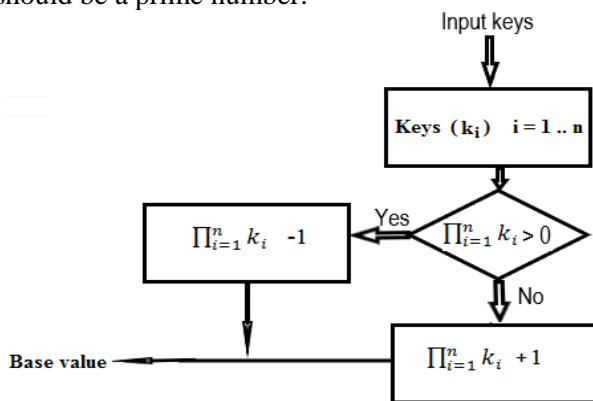 should be a prime number.
Input keys
Keys (kᵢ) i = 1 .. n
∏ⁿᵢ₌₁ kᵢ > 0
Yes
∏ⁿᵢ₌₁ kᵢ -1
No
∏ⁿᵢ₌₁ kᵢ +1
Base value